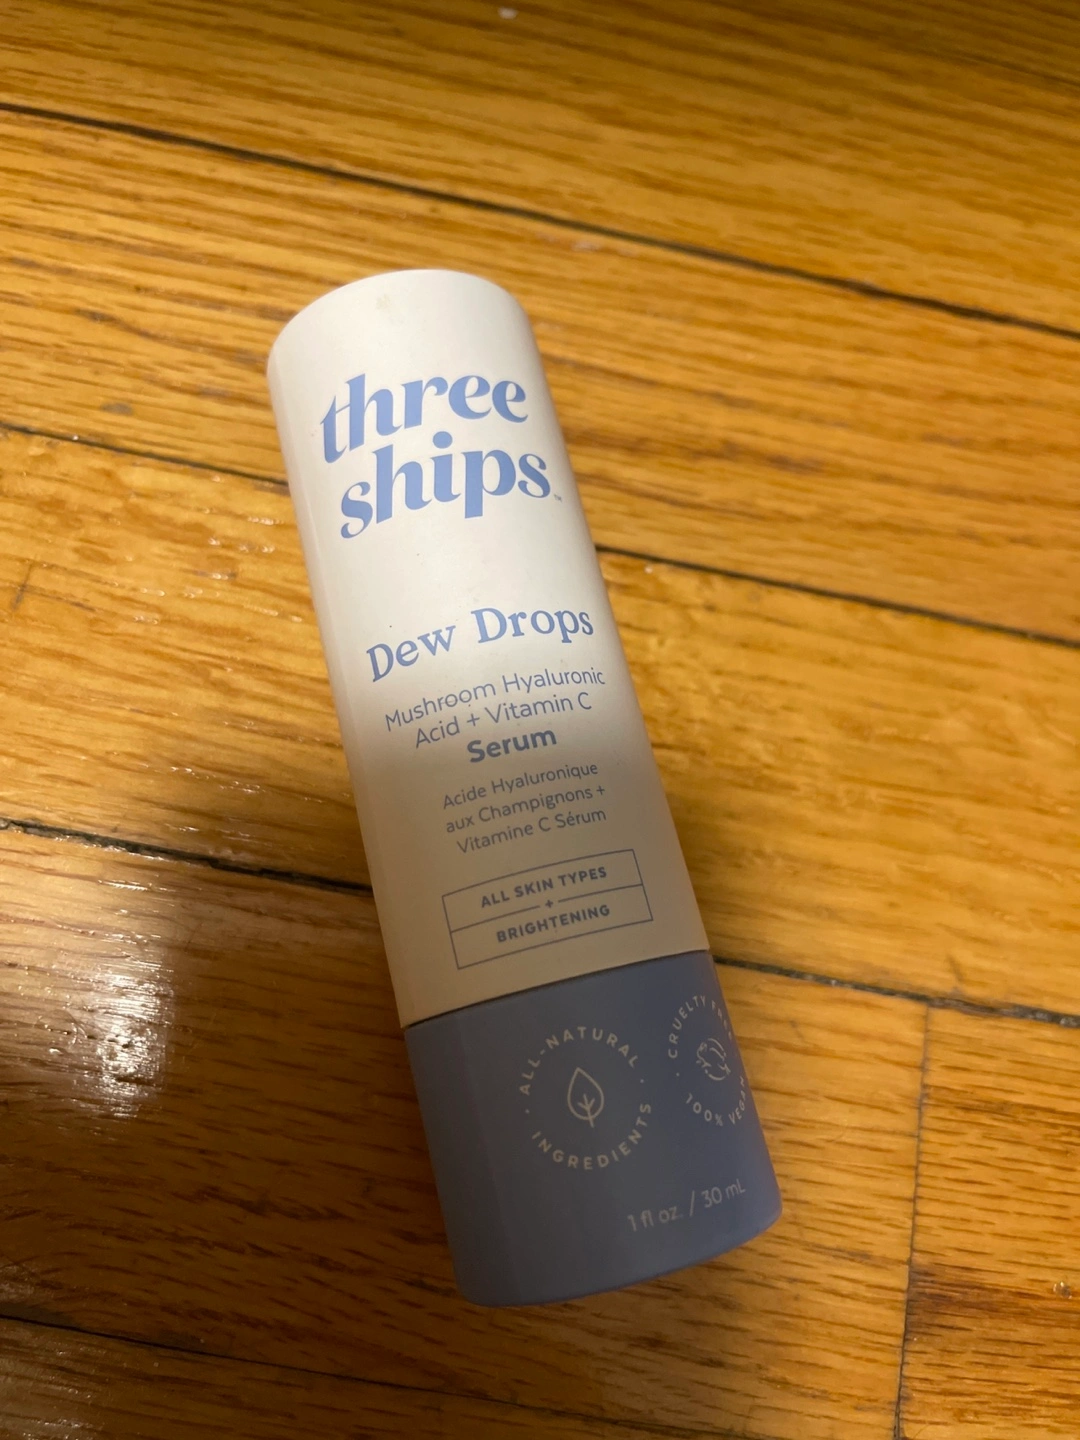 three
ships™
Dew Drops
Mushroom Hyaluronic
Acid + Vitamin C
Serum
Acide Hyaluronique
aux Champignons +
Vitamine C Sérum
ALL SKIN TYPES
+
BRIGHTENING
· ALL-NATURAL ·
INGREDIENTS
· CRUELTY FREE
100% VEGAN
1 fl oz. / 30 mL